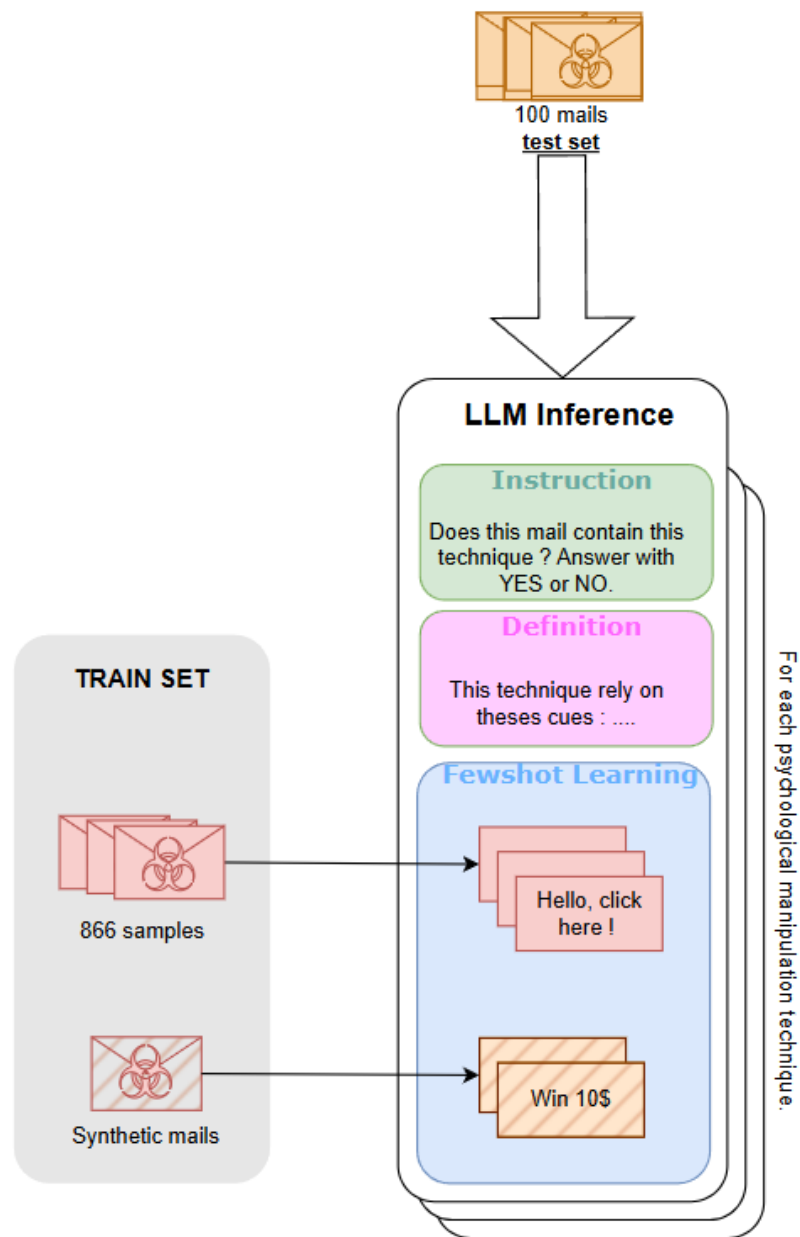 100 mails
test set
LLM Inference
Instruction
Does this mail contain this
technique ? Answer with
YES or NO.
Definition
This technique rely on
theses cues : ....
Fewshot Learning
Hello, click
here !
Win 10$
TRAIN SET
866 samples
Synthetic mails
For each psychological manipulation technique.